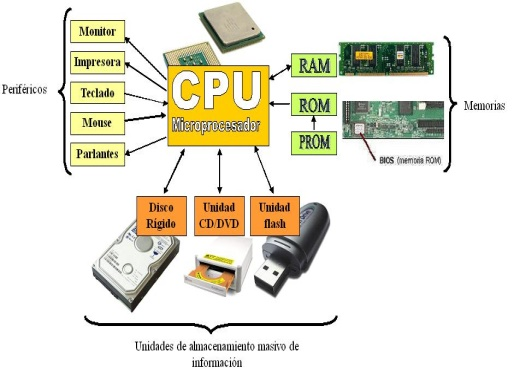 Monitor
Impresora
Teclado
Mouse
Parlantes
Periféricos
CPU
Microprocesador
RAM
ROM
PROM
Memorias
BIOS (memoria ROM)
Disco
Rígido
Unidad
CD/DVD
Unidad
flash
Unidades de almacenamiento masivo de
información